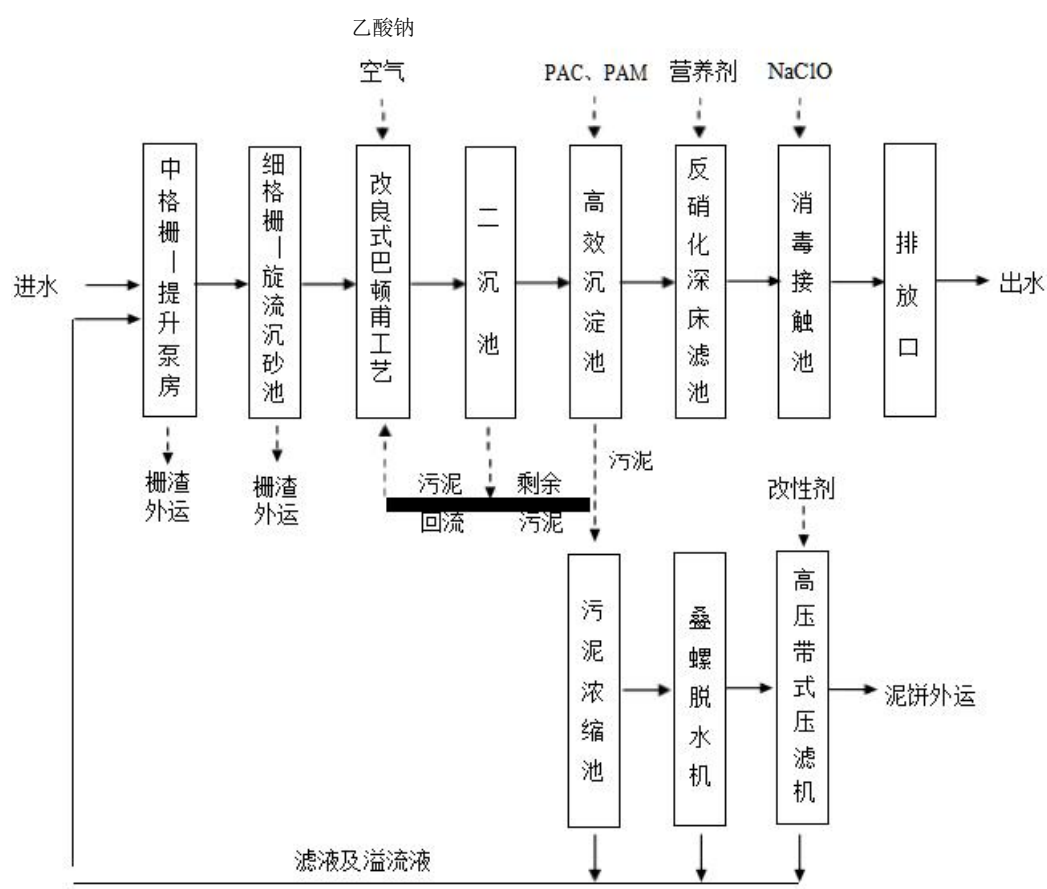 乙酸钠
空气
PAC、PAM
营养剂
NaClO
进水
中格栅—提升泵房
细格栅—旋流沉砂池
改良式巴顿甫工艺
二沉池
高效沉淀池
反硝化深床滤池
消毒接触池
排放口
出水
栅渣
外运
栅渣
外运
污泥
回流
剩余
污泥
污泥
改性剂
污泥浓缩池
叠螺脱水机
高压带式压滤机
泥饼外运
滤液及溢流液